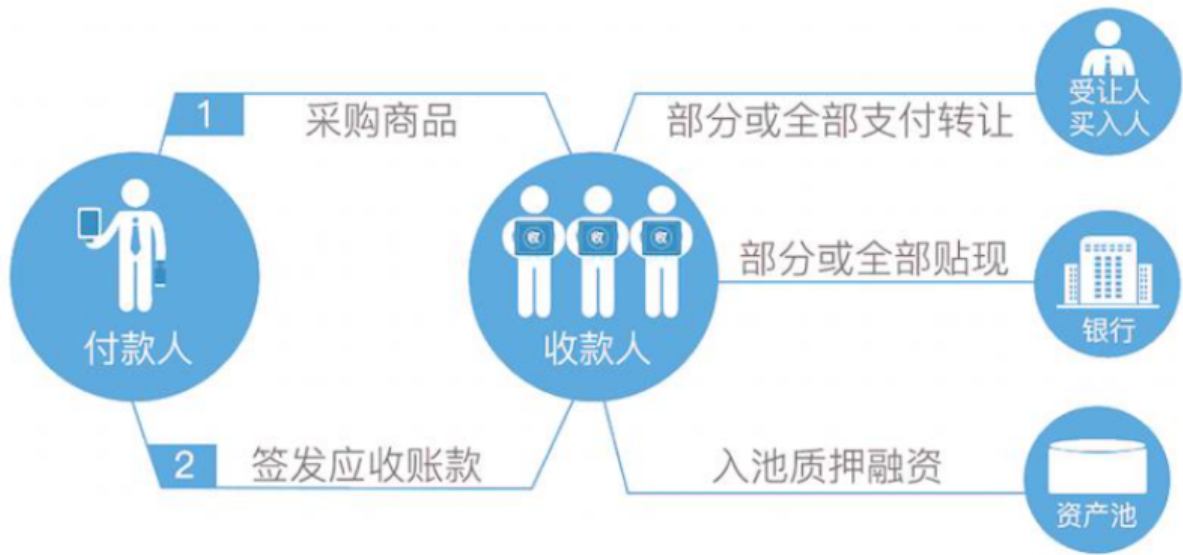 1
采购商品
部分或全部支付转让
受让人
买入人
收
收
收
付款人
收款人
部分或全部贴现
银行
2
签发应收账款
入池质押融资
资产池